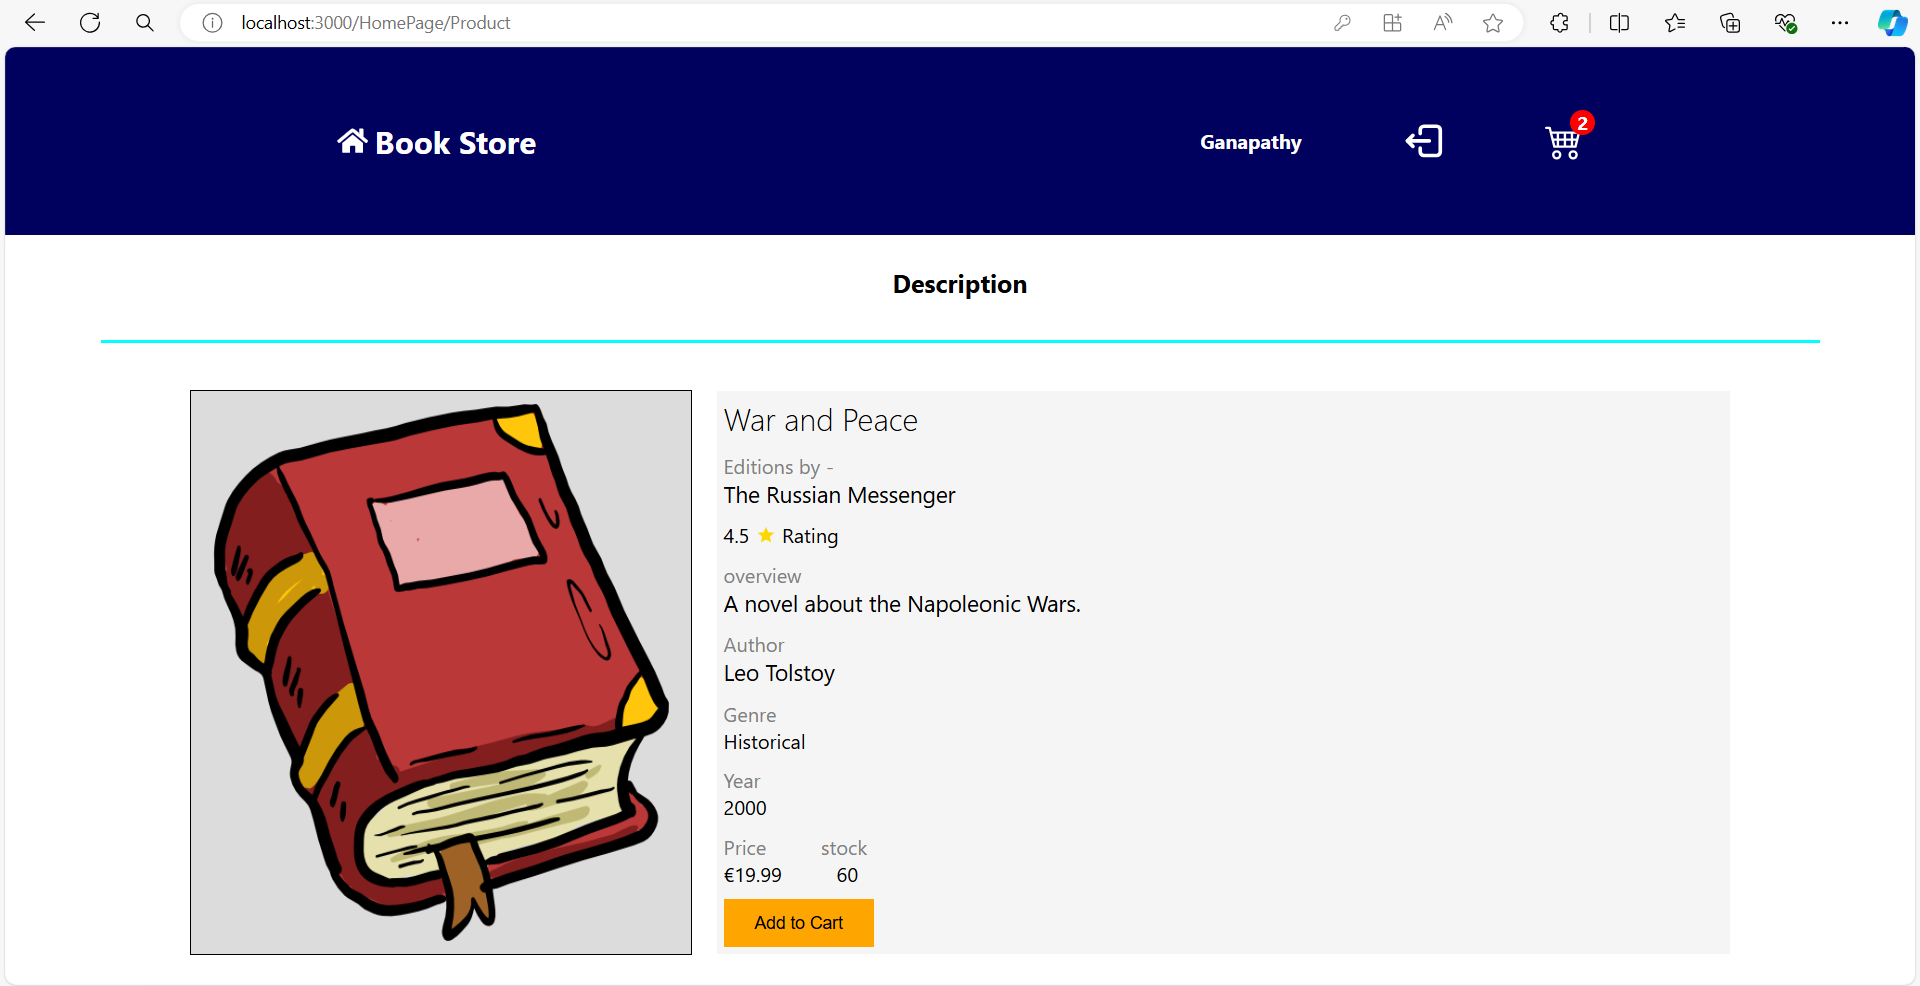 localhost:3000/HomePage/Product
Book Store
Ganapathy
2
Description
War and Peace
Editions by -
The Russian Messenger
4.5 ★ Rating
overview
A novel about the Napoleonic Wars.
Author
Leo Tolstoy
Genre
Historical
Year
2000
Price stock
€19.99 60
Add to Cart